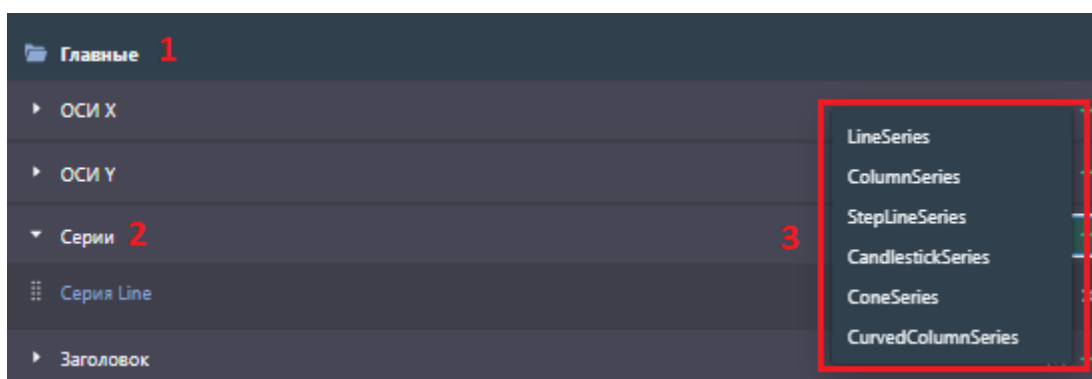 Главные 1
ОСИ X
ОСИ Y
Серии 2
Серия Line
Заголовок
3
LineSeries
ColumnSeries
StepLineSeries
CandlestickSeries
ConeSeries
CurvedColumnSeries